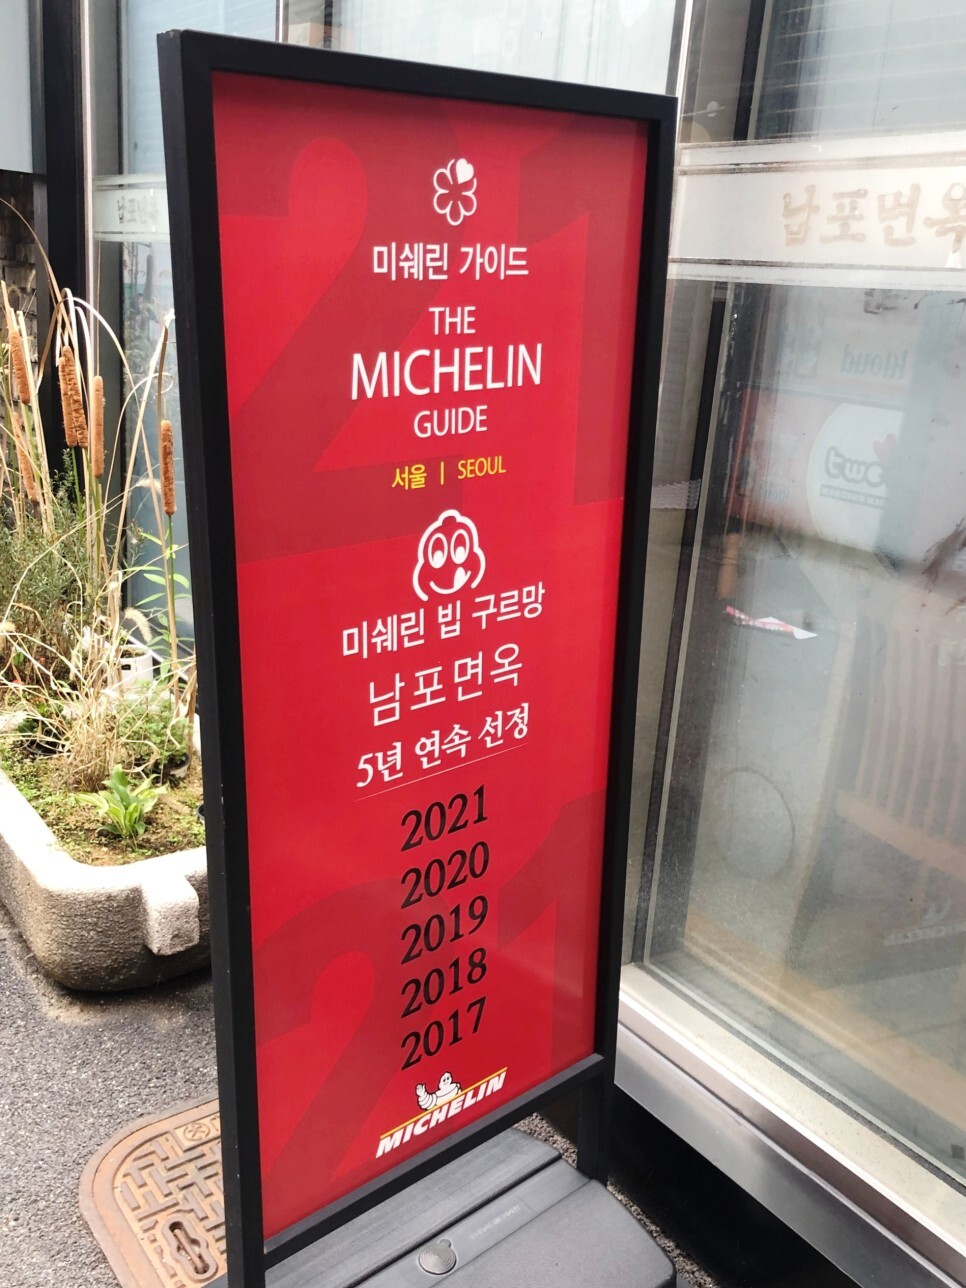 미쉐린 가이드
THE
MICHELIN
GUIDE
서울 | SEOUL
미쉐린 빕 구르망
남포면옥
5년 연속 선정
2021
2020
2019
2018
2017
MICHELIN
남포면옥
kloud